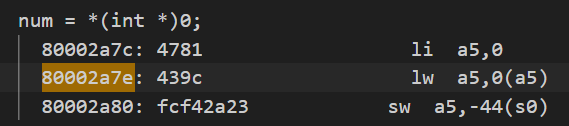 num = *(int *)0;
80002a7c: 4781 li a5,0
80002a7e: 439c lw a5,0(a5)
80002a80: fcf42a23 sw a5,-44(s0)